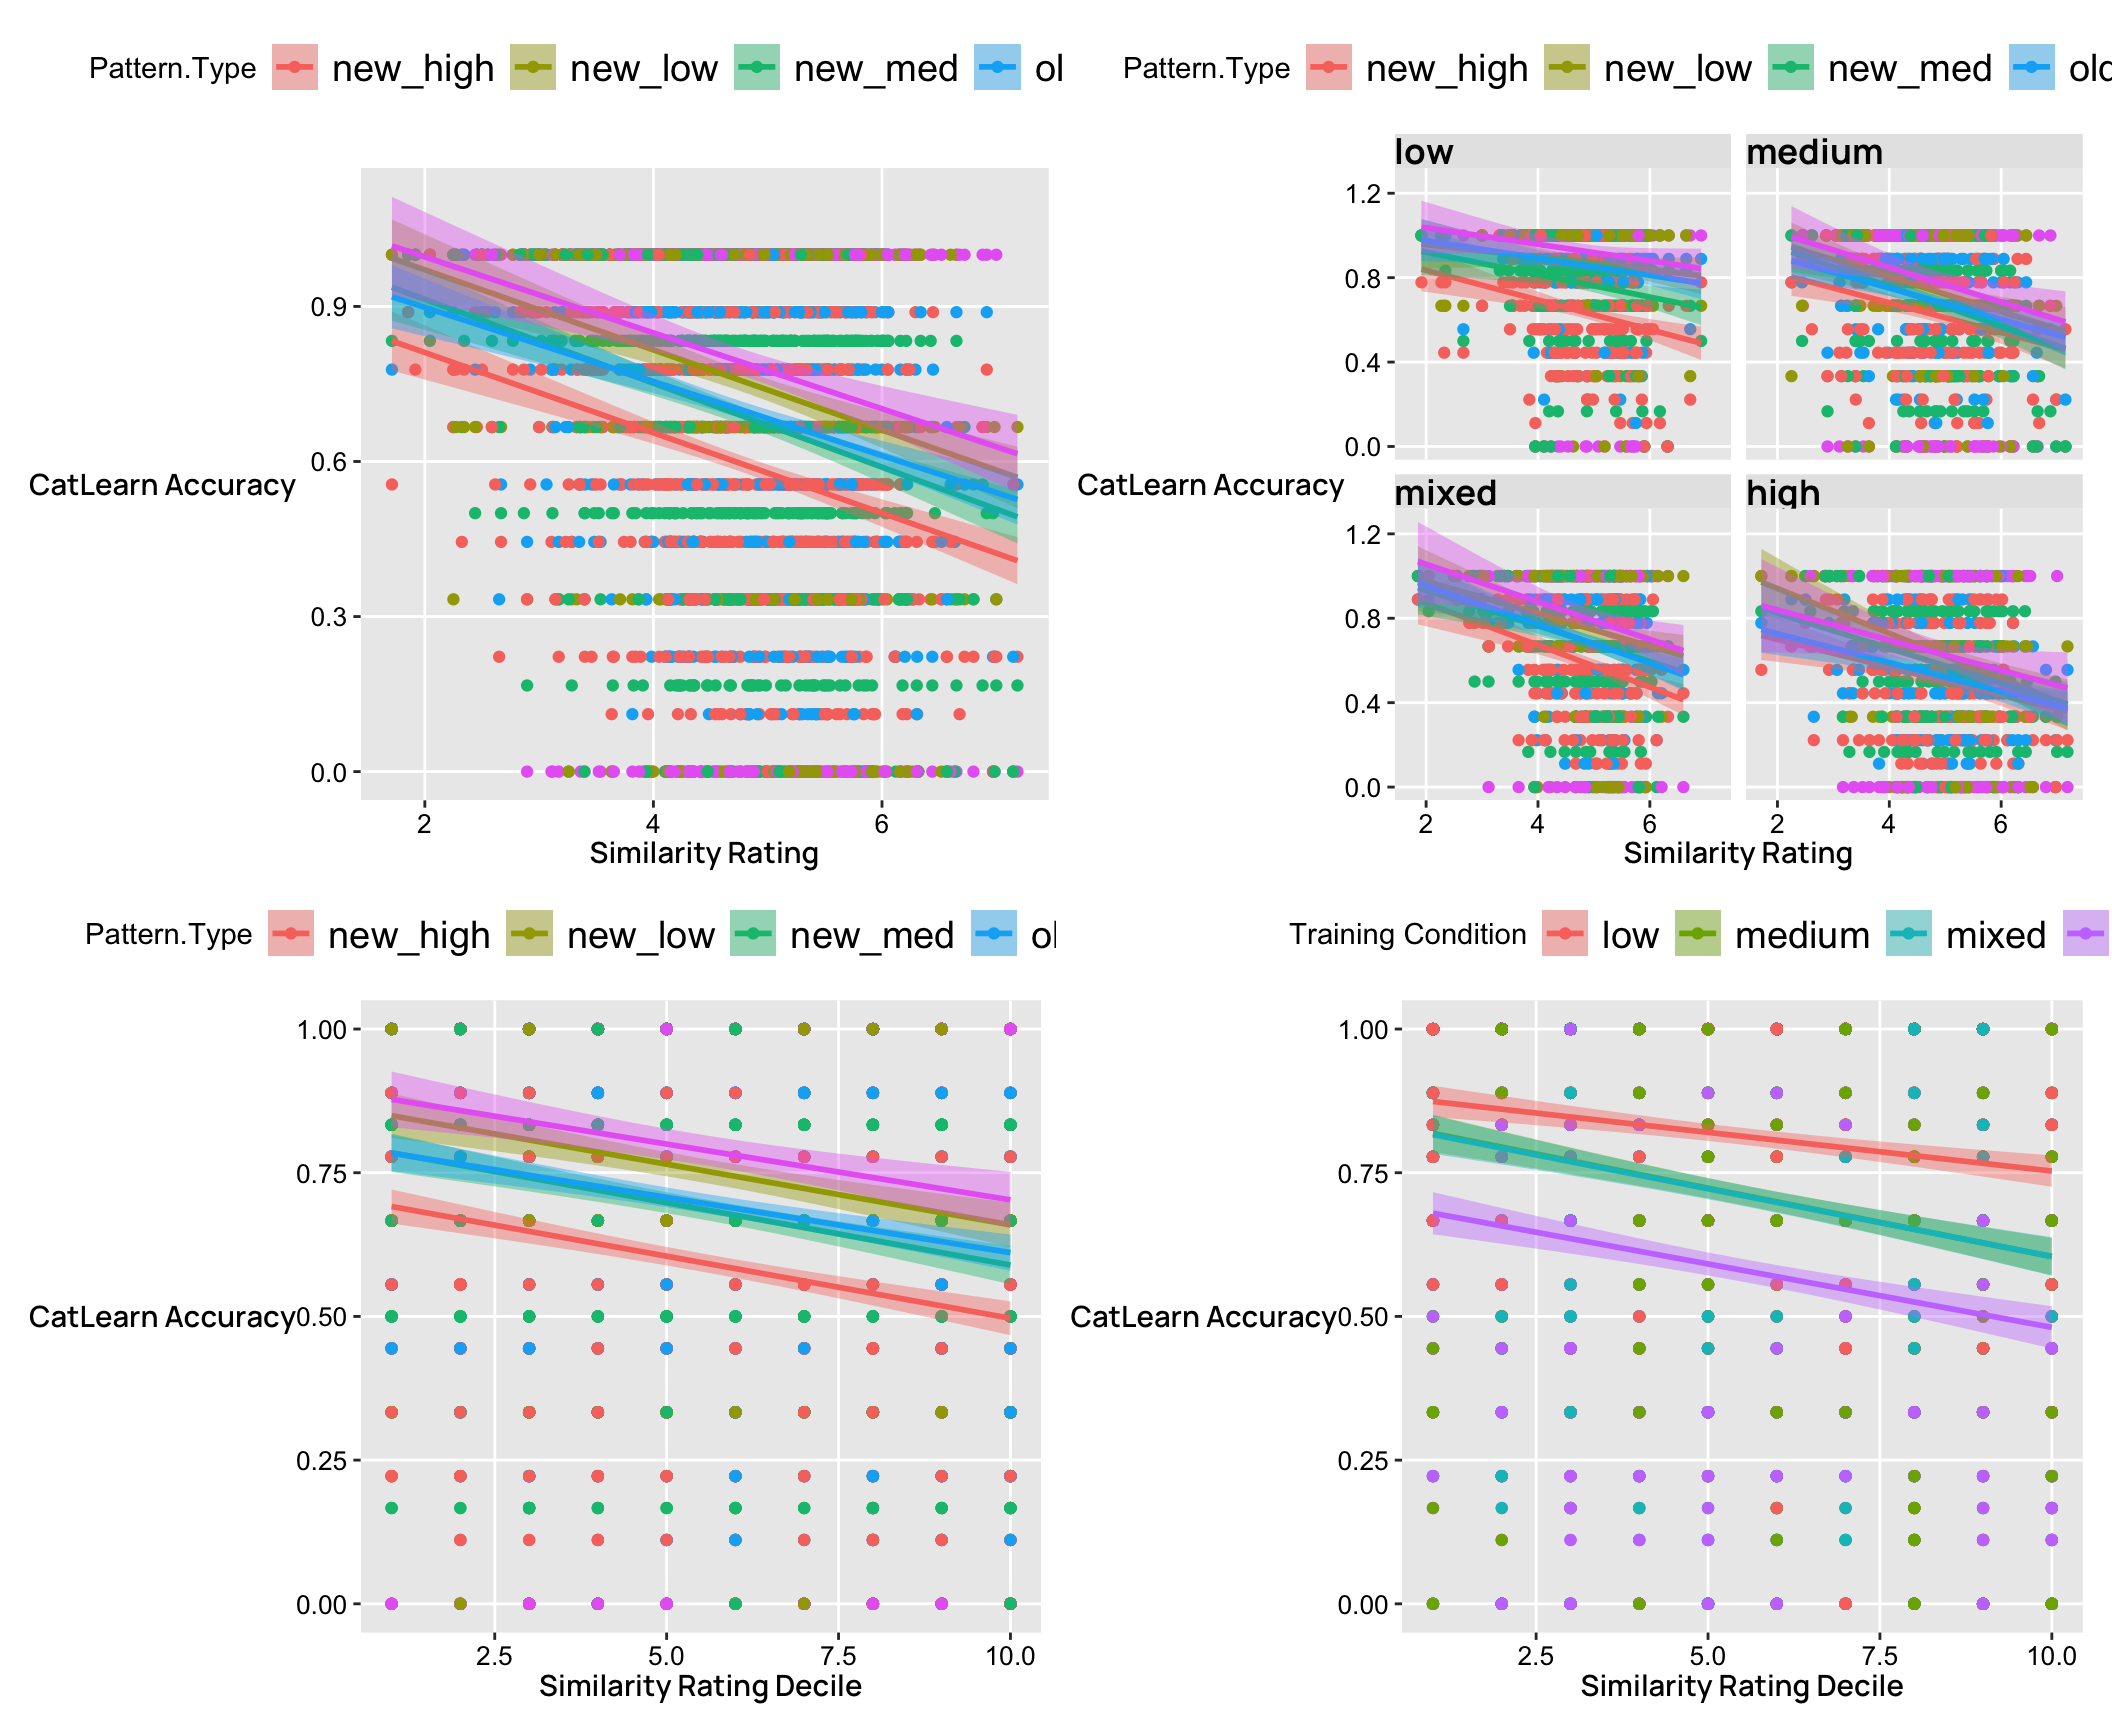 Pattern.Type new_high new_low new_med ol
0.9
0.6
0.3
0.0
CatLearn Accuracy
2 4 6
Similarity Rating
Pattern.Type new_high new_low new_med old
low medium
1.2
0.8
0.4
0.0
CatLearn Accuracy
mixed high
1.2
0.8
0.4
0.0
2 4 6 2 4 6
Similarity Rating
Pattern.Type new_high new_low new_med ol
1.00
0.75
CatLearn Accuracy 0.50
0.25
0.00
2.5 5.0 7.5 10.0
Similarity Rating Decile
Training Condition low medium mixed
1.00
0.75
CatLearn Accuracy 0.50
0.25
0.00
2.5 5.0 7.5 10.0
Similarity Rating Decile